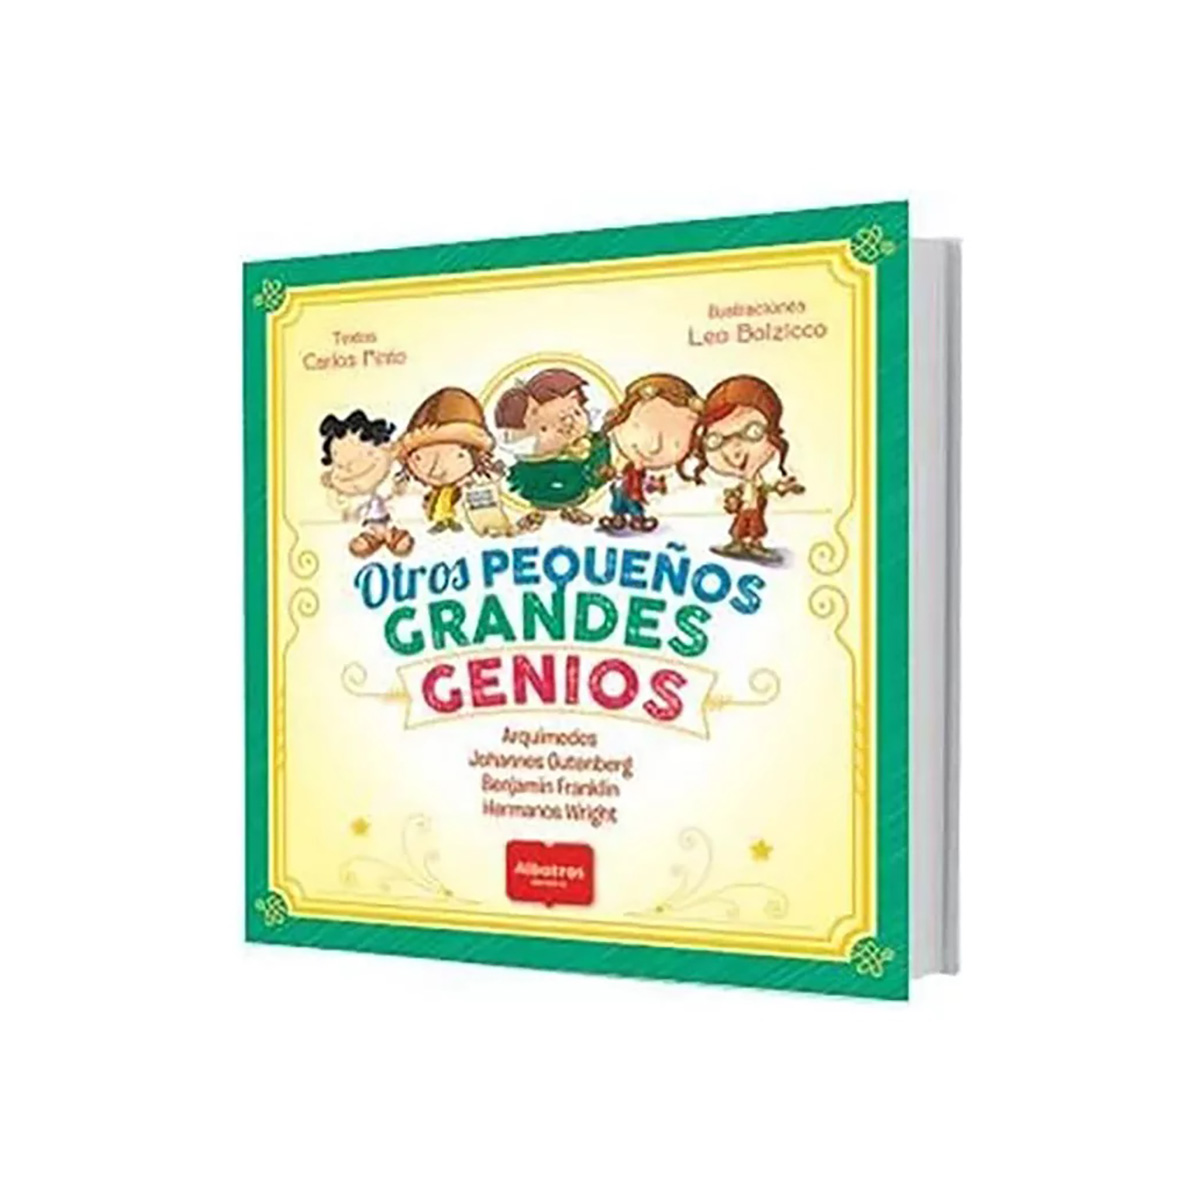 Textos
Carlos Pinto
Ilustraciones
Leo Bolzicco
Otros PEQUEÑOS
GRANDES
GENIOS
Arquímedes
Johannes Gutenberg
Benjamin Franklin
Hermanos Wright
Albatros